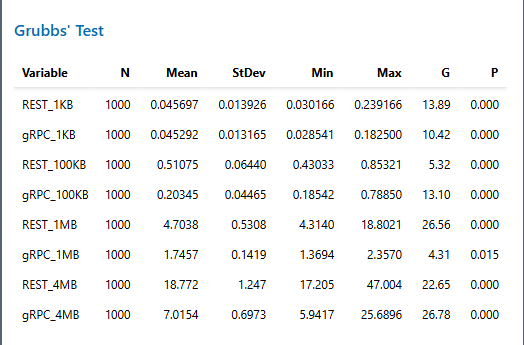 Grubbs' Test
Variable N Mean StDev Min Max G P
REST_1KB 1000 0.045697 0.013926 0.030166 0.239166 13.89 0.000
gRPC_1KB 1000 0.045292 0.013165 0.028541 0.182500 10.42 0.000
REST_100KB 1000 0.51075 0.06440 0.43033 0.85321 5.32 0.000
gRPC_100KB 1000 0.20345 0.04465 0.18542 0.78850 13.10 0.000
REST_1MB 1000 4.7038 0.5308 4.3140 18.8021 26.56 0.000
gRPC_1MB 1000 1.7457 0.1419 1.3694 2.3570 4.31 0.015
REST_4MB 1000 18.772 1.247 17.205 47.004 22.65 0.000
gRPC_4MB 1000 7.0154 0.6973 5.9417 25.6896 26.78 0.000